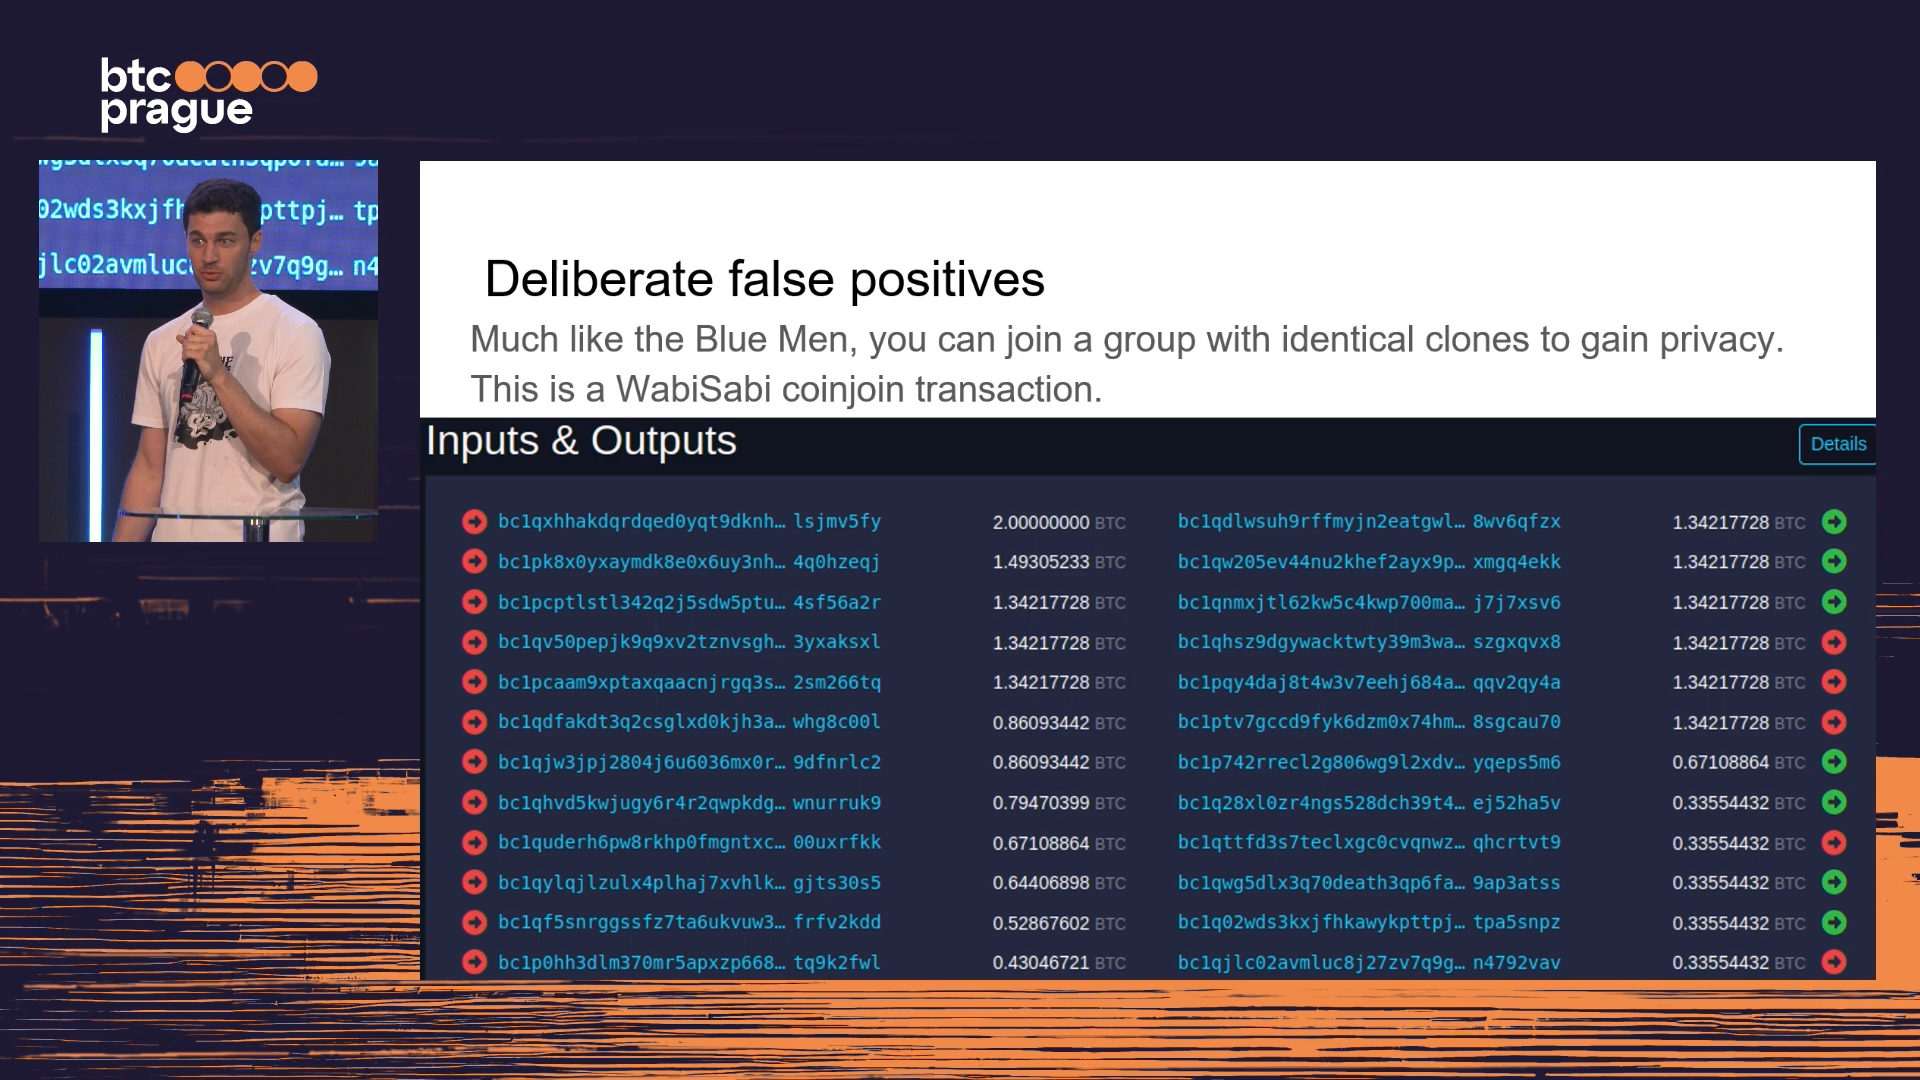 btc
prague
02wds3kxjfh pttpj… tp
jlc02avmluc zv7q9g… n4
Deliberate false positives
Much like the Blue Men, you can join a group with identical clones to gain privacy.
This is a WabiSabi coinjoin transaction.
Inputs & Outputs
Details
bc1qxhhakdqrdqed0yqt9dknh… lsjmv5fy 2.00000000 BTC bc1qdlwsuh9rffmyjn2eatgwl… 8wv6qfzx 1.34217728 BTC
bc1pk8x0yxaymdk8e0x6uy3nh… 4q0hzeqj 1.49305233 BTC bc1qw205ev44nu2khef2ayx9p… xmgq4ekk 1.34217728 BTC
bc1pcptlstl342q2j5sdw5ptu… 4sf56a2r 1.34217728 BTC bc1qnmxjtl62kw5c4kwp700ma… j7j7xsv6 1.34217728 BTC
bc1qv50pepjk9q9xv2tznvsgh… 3yxaksxl 1.34217728 BTC bc1qhsz9dgywacktwty39m3wa… szgxqvx8 1.34217728 BTC
bc1pcaam9xptaxqaacnjrgq3s… 2sm266tq 1.34217728 BTC bc1pqy4daj8t4w3v7eehj684a… qqv2qy4a 1.34217728 BTC
bc1qdfakdt3q2csglxd0kjh3a… whg8c00l 0.86093442 BTC bc1ptv7gccd9fyk6dzm0x74hm… 8sgcau70 1.34217728 BTC
bc1qjw3jpj2804j6u6036mx0r… 9dfnrlc2 0.86093442 BTC bc1p742rrecl2g806wg9l2xdv… yqeps5m6 0.67108864 BTC
bc1qhvd5kwjugy6r4r2qwpkdg… wnurruk9 0.79470399 BTC bc1q28xl0zr4ngs528dch39t4… ej52ha5v 0.33554432 BTC
bc1quderh6pw8rkhp0fmgntxc… 00uxrfkk 0.67108864 BTC bc1qttfd3s7teclxgc0cvqnwz… qhcrtvt9 0.33554432 BTC
bc1qylqjlzulx4plhaj7xvhlk… gjts30s5 0.64406898 BTC bc1qwg5dlx3q70death3qp6fa… 9ap3atss 0.33554432 BTC
bc1qf5snrggssfz7ta6ukvuw3… frfv2kdd 0.52867602 BTC bc1q02wds3kxjfhkawykpttpj… tpa5snpz 0.33554432 BTC
bc1p0hh3dlm370mr5apxzp668… tq9k2fwl 0.43046721 BTC bc1qjlc02avmluc8j27zv7q9g… n4792vav 0.33554432 BTC